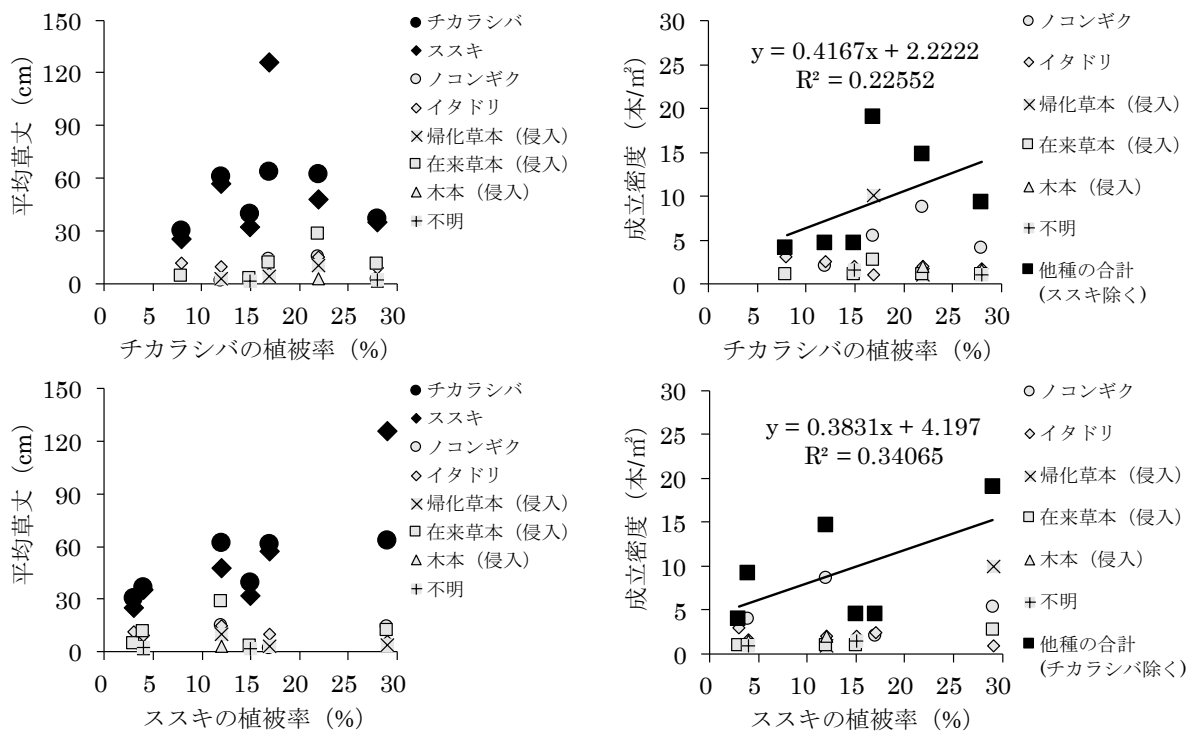 150
120
90
60
30
0
平均草丈（cm）
0 5 10 15 20 25 30
チカラシバの植被率（%）
チカラシバ
ススキ
ノコンギク
イタドリ
帰化草本（侵入）
在来草本（侵入）
木本（侵入）
不明
30
25
20
15
10
5
0
成立密度（本/㎡）
y = 0.4167x + 2.2222
R² = 0.22552
0 5 10 15 20 25 30
チカラシバの植被率（%）
ノコンギク
イタドリ
帰化草本（侵入）
在来草本（侵入）
木本（侵入）
不明
他種の合計
(ススキ除く)
150
120
90
60
30
0
平均草丈（cm）
0 5 10 15 20 25 30
ススキの植被率（%）
チカラシバ
ススキ
ノコンギク
イタドリ
帰化草本（侵入）
在来草本（侵入）
木本（侵入）
不明
30
25
20
15
10
5
0
成立密度（本/㎡）
y = 0.3831x + 4.197
R² = 0.34065
0 5 10 15 20 25 30
ススキの植被率（%）
ノコンギク
イタドリ
帰化草本（侵入）
在来草本（侵入）
木本（侵入）
不明
他種の合計
(チカラシバ除く)